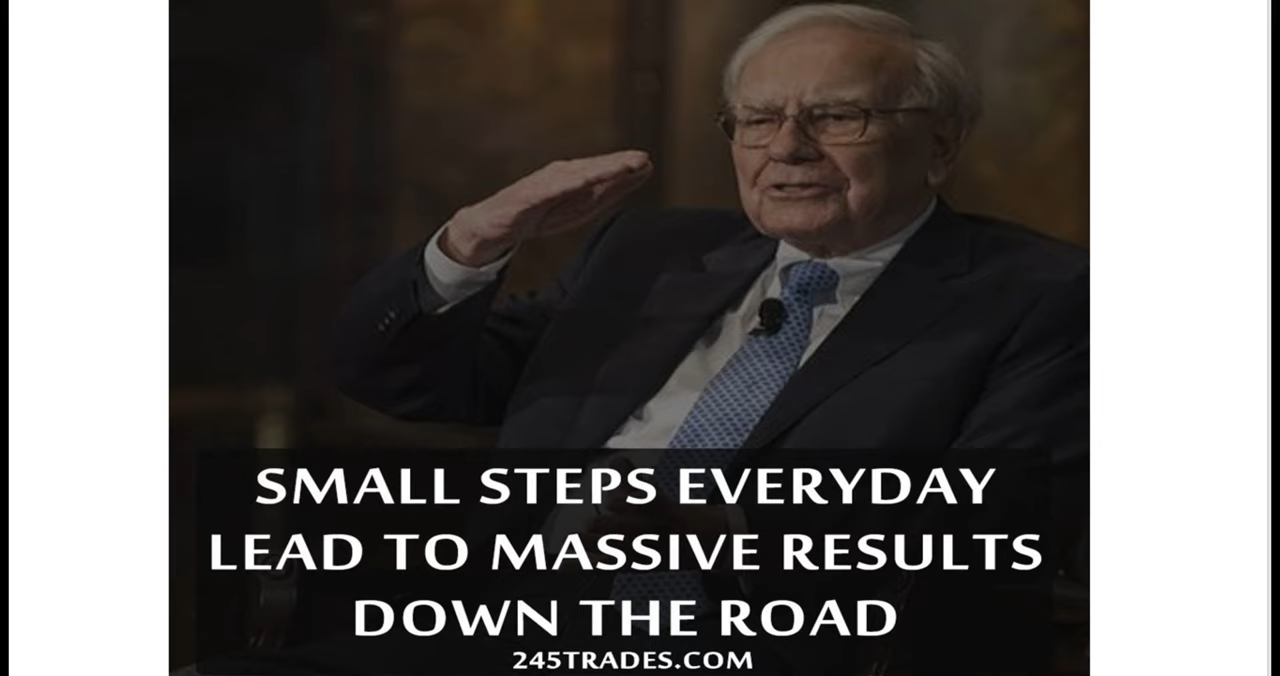 SMALL STEPS EVERYDAY
LEAD TO MASSIVE RESULTS
DOWN THE ROAD
245TRADES.COM